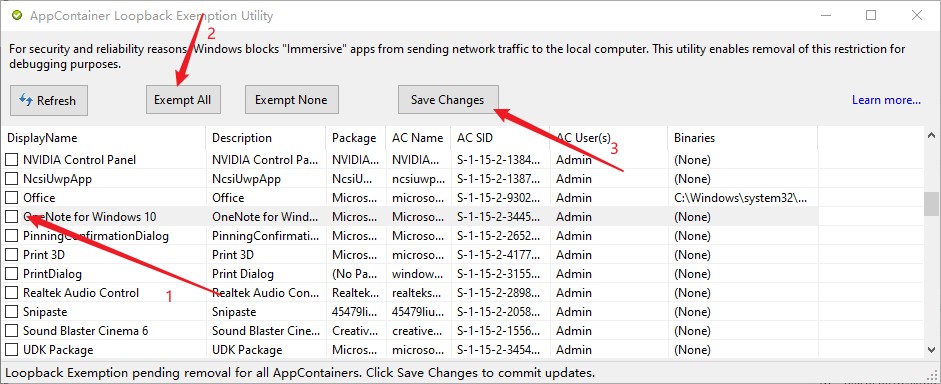 AppContainer Loopback Exemption Utility
2
For security and reliability reasons, Windows blocks "Immersive" apps from sending network traffic to the local computer. This utility enables removal of this restriction for
debugging purposes.
Refresh Exempt All Exempt None Save Changes Learn more...
DisplayName Description Package AC Name AC SID AC User(s) Binaries
3
NVIDIA Control Panel NVIDIA Control Pa... NVIDIA... NVIDIA... S-1-15-2-1384... Admin (None)
NcsiUwpApp NcsiUwpApp NcsiU... ncsiuwp... S-1-15-2-1387... Admin (None)
Office Office Micros... Microso... S-1-15-2-9302... Admin C:\Windows\system32\...
OneNote for Windows 10 OneNote for Wind... Micros... Microso... S-1-15-2-3445... Admin (None)
PinningConfirmationDialog PinningConfirmati... Micros... Microso... S-1-15-2-2652... Admin (None)
Print 3D Print 3D Micros... Microso... S-1-15-2-4177... Admin (None)
PrintDialog Print Dialog (No Pa... window... S-1-15-2-3155... Admin (None)
Realtek Audio Control Realtek Audio Con... Realtek... realteks... S-1-15-2-2898... Admin (None)
1
Snipaste Snipaste 45479li... 45479liu... S-1-15-2-2058... Admin (None)
Sound Blaster Cinema 6 Sound Blaster Cine... Creativ... creative... S-1-15-2-1556... Admin (None)
UDK Package UDK Package Micros... microso... S-1-15-2-3454... Admin (None)
Loopback Exemption pending removal for all AppContainers. Click Save Changes to commit updates.